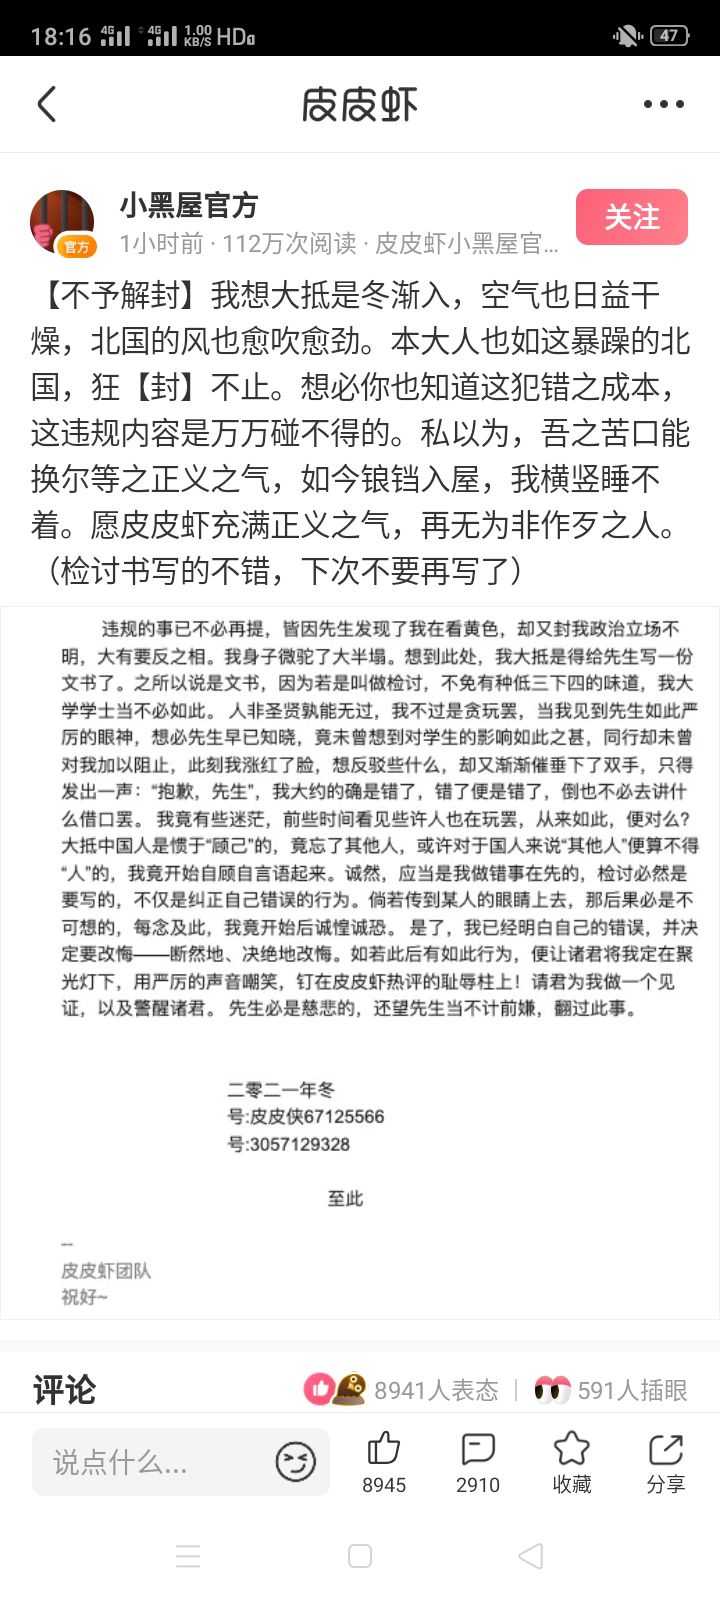 18:16 4G 4G 1.00 KB/S HD 47
皮皮虾
小黑屋官方
关注
官方
1小时前 · 112万次阅读 · 皮皮虾小黑屋官...
【不予解封】我想大抵是冬渐入，空气也日益干
燥，北国的风也愈吹愈劲。本大人也如这暴躁的北
国，狂【封】不止。想必你也知道这犯错之成本，
这违规内容是万万碰不得的。私以为，吾之苦口能
换尔等之正义之气，如今锒铛入屋，我横竖睡不
着。愿皮皮虾充满正义之气，再无为非作歹之人。
（检讨书写的不错，下次不要再写了）
违规的事已不必再提，皆因先生发现了我在看黄色，却又封我政治立场不
明，大有要反之相。我身子微驼了大半塌。想到此处，我大抵是得给先生写一份
文书了。之所以说是文书，因为若是叫做检讨，不免有种低三下四的味道，我大
学学士当不必如此。 人非圣贤孰能无过，我不过是贪玩罢，当我见到先生如此严
厉的眼神，想必先生早已知晓，竟未曾想到对学生的影响如此之甚，同行却未曾
对我加以阻止，此刻我涨红了脸，想反驳些什么，却又渐渐催垂下了双手，只得
发出一声：“抱歉，先生”，我大约的确是错了，错了便是错了，倒也不必去讲什
么借口罢。 我竟有些迷茫，前些时间看见些许人也在玩罢，从来如此，便对么？
大抵中国人是惯于“顾己”的，竟忘了其他人，或许对于国人来说“其他人”便算不得
“人”的，我竟开始自顾自言语起来。诚然，应当是我做错事在先的，检讨必然是
要写的，不仅是纠正自己错误的行为。倘若传到某人的眼睛上去，那后果必是不
可想的，每念及此，我竟开始后诚惶诚恐。 是了，我已经明白自己的错误，并决
定要改悔——断然地、决绝地改悔。如若此后有如此行为，便让诸君将我定在聚
光灯下，用严厉的声音嘲笑，钉在皮皮虾热评的耻辱柱上！请君为我做一个见
证，以及警醒诸君。 先生必是慈悲的，还望先生当不计前嫌，翻过此事。
二零二一年冬
号:皮皮侠67125566
号:3057129328
至此
--
皮皮虾团队
祝好~
评论
8941人表态 | 591人插眼
说点什么...
8945
2910
收藏
分享